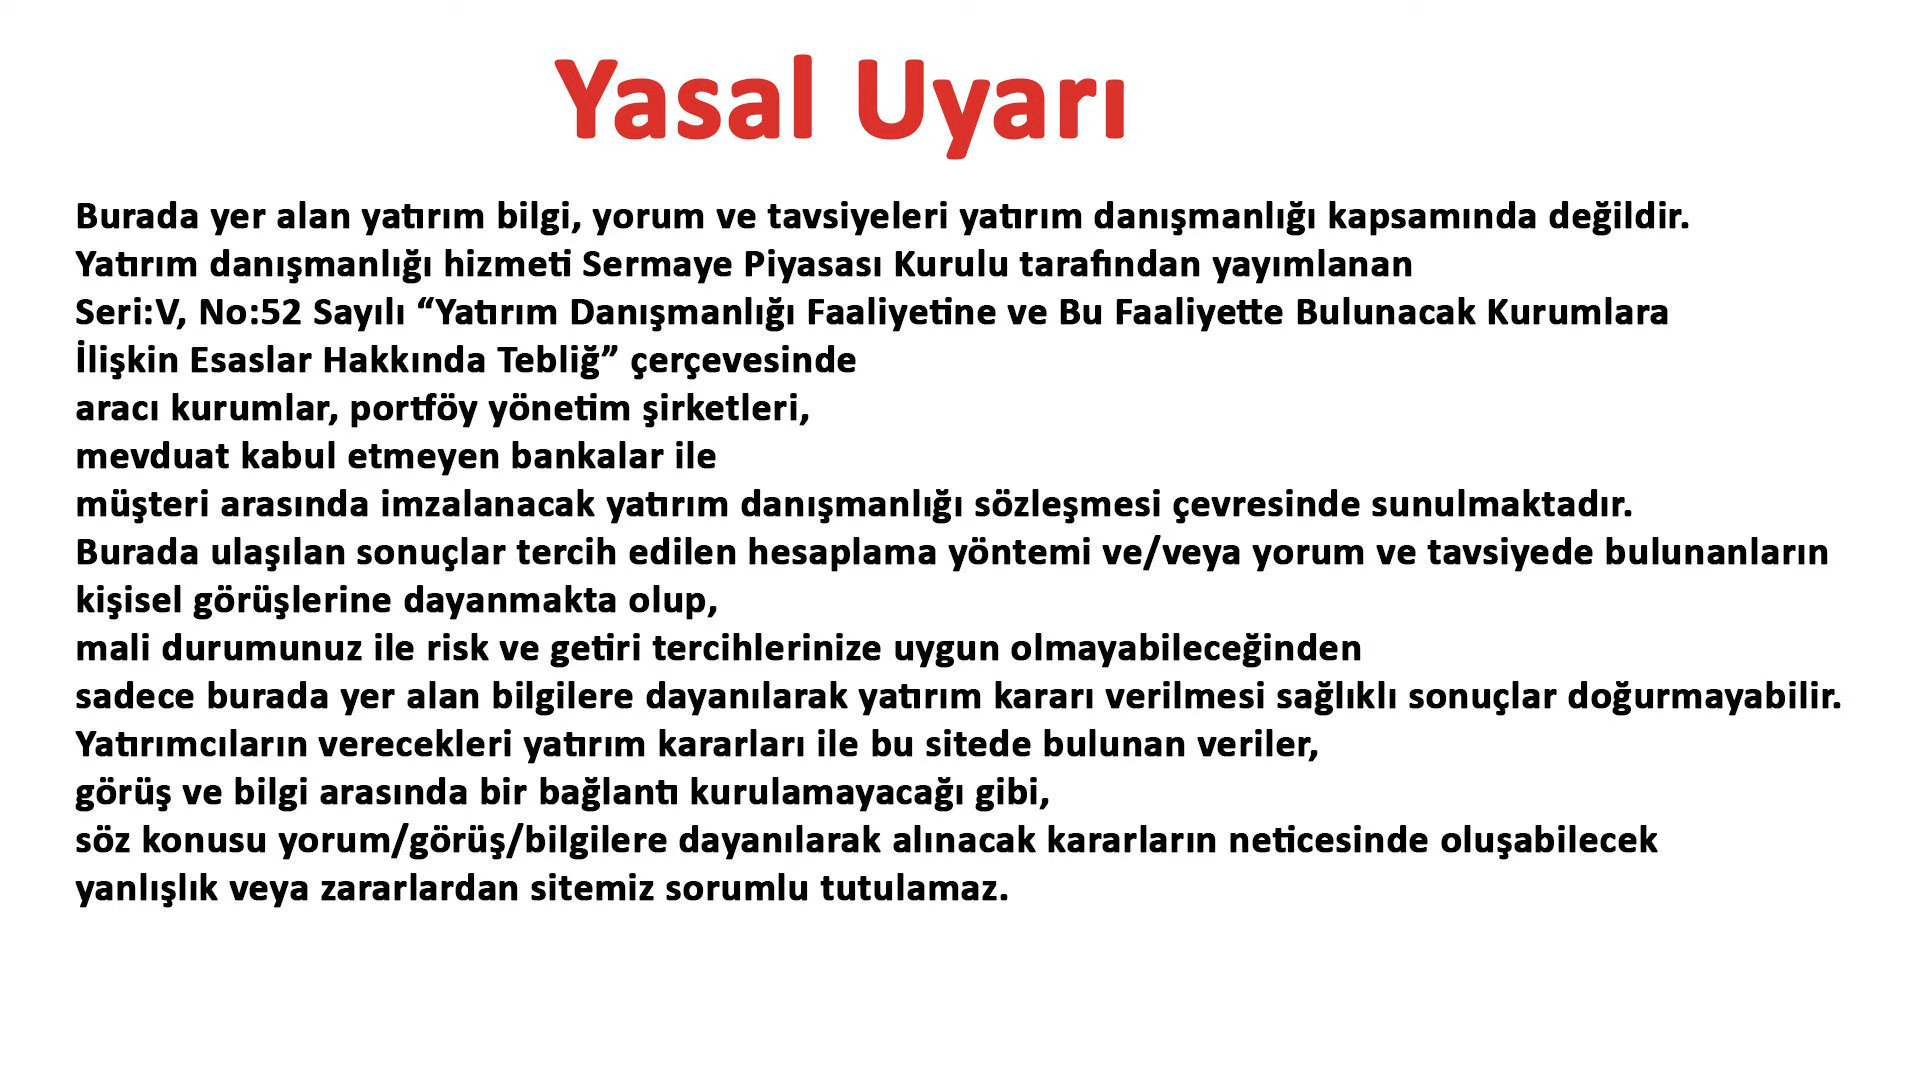 Yasal Uyarı
Burada yer alan yatırım bilgi, yorum ve tavsiyeleri yatırım danışmanlığı kapsamında değildir.
Yatırım danışmanlığı hizmeti Sermaye Piyasası Kurulu tarafından yayımlanan
Seri:V, No:52 Sayılı “Yatırım Danışmanlığı Faaliyetine ve Bu Faaliyette Bulunacak Kurumlara
İlişkin Esaslar Hakkında Tebliğ” çerçevesinde
aracı kurumlar, portföy yönetim şirketleri,
mevduat kabul etmeyen bankalar ile
müşteri arasında imzalanacak yatırım danışmanlığı sözleşmesi çevresinde sunulmaktadır.
Burada ulaşılan sonuçlar tercih edilen hesaplama yöntemi ve/veya yorum ve tavsiyede bulunanların
kişisel görüşlerine dayanmakta olup,
mali durumunuz ile risk ve getiri tercihlerinize uygun olmayabileceğinden
sadece burada yer alan bilgilere dayanılarak yatırım kararı verilmesi sağlıklı sonuçlar doğurmayabilir.
Yatırımcıların verecekleri yatırım kararları ile bu sitede bulunan veriler,
görüş ve bilgi arasında bir bağlantı kurulamayacağı gibi,
söz konusu yorum/görüş/bilgilere dayanılarak alınacak kararların neticesinde oluşabilecek
yanlışlık veya zararlardan sitemiz sorumlu tutulamaz.